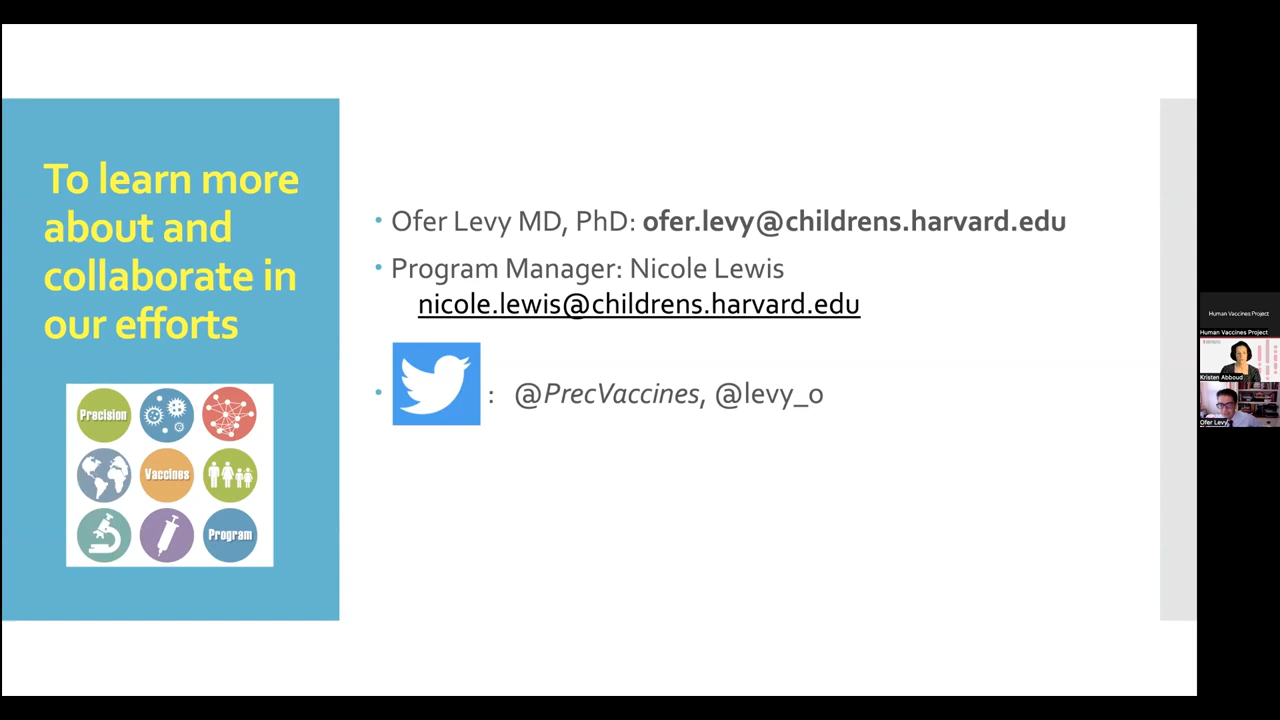 To learn more
about and
collaborate in
our efforts
Precision
Vaccines
Program
• Ofer Levy MD, PhD: ofer.levy@childrens.harvard.edu
• Program Manager: Nicole Lewis
nicole.lewis@childrens.harvard.edu
• : @PrecVaccines, @levy_o
Human Vaccines Project
Human Vaccines Project
Kristen Abboud
Ofer Levy